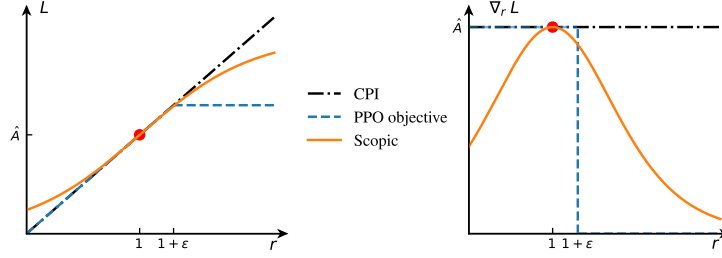 L
Â
1
1 + ε
r
CPI
PPO objective
Scopic
∇r L
Â
1
1 + ε
r